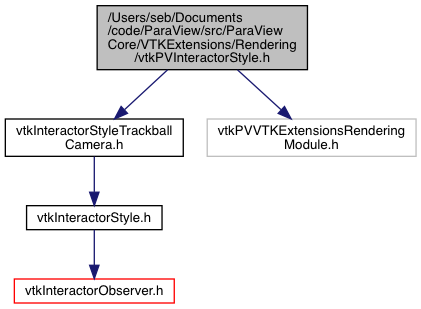 /Users/seb/Documents
/code/ParaView/src/ParaView
Core/VTKExtensions/Rendering
/vtkPVInteractorStyle.h
vtkInteractorStyleTrackball
Camera.h
vtkPVVTKExtensionsRendering
Module.h
vtkInteractorStyle.h
vtkInteractorObserver.h